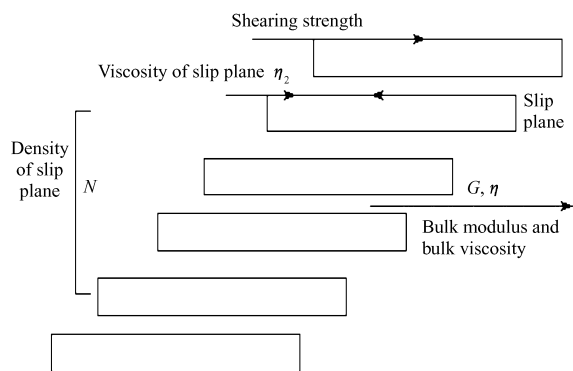 Shearing strength
Viscosity of slip plane η₂
Slip
plane
Density
of slip
plane
N
G, η
Bulk modulus and
bulk viscosity